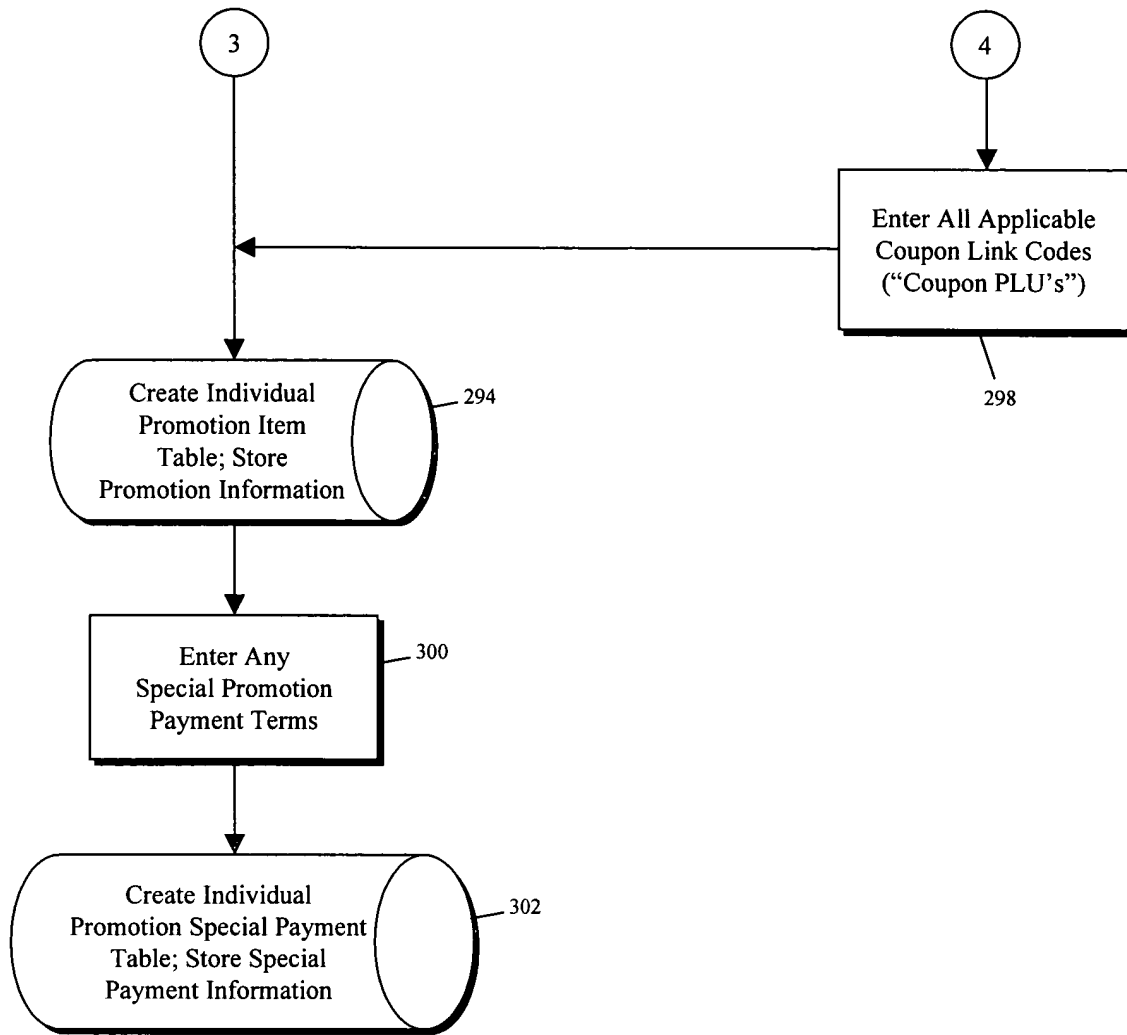 3
4
Enter All Applicable
Coupon Link Codes
(“Coupon PLU's”)
298
Create Individual
Promotion Item
Table; Store
Promotion Information
294
Enter Any
Special Promotion
Payment Terms
300
Create Individual
Promotion Special Payment
Table; Store Special
Payment Information
302